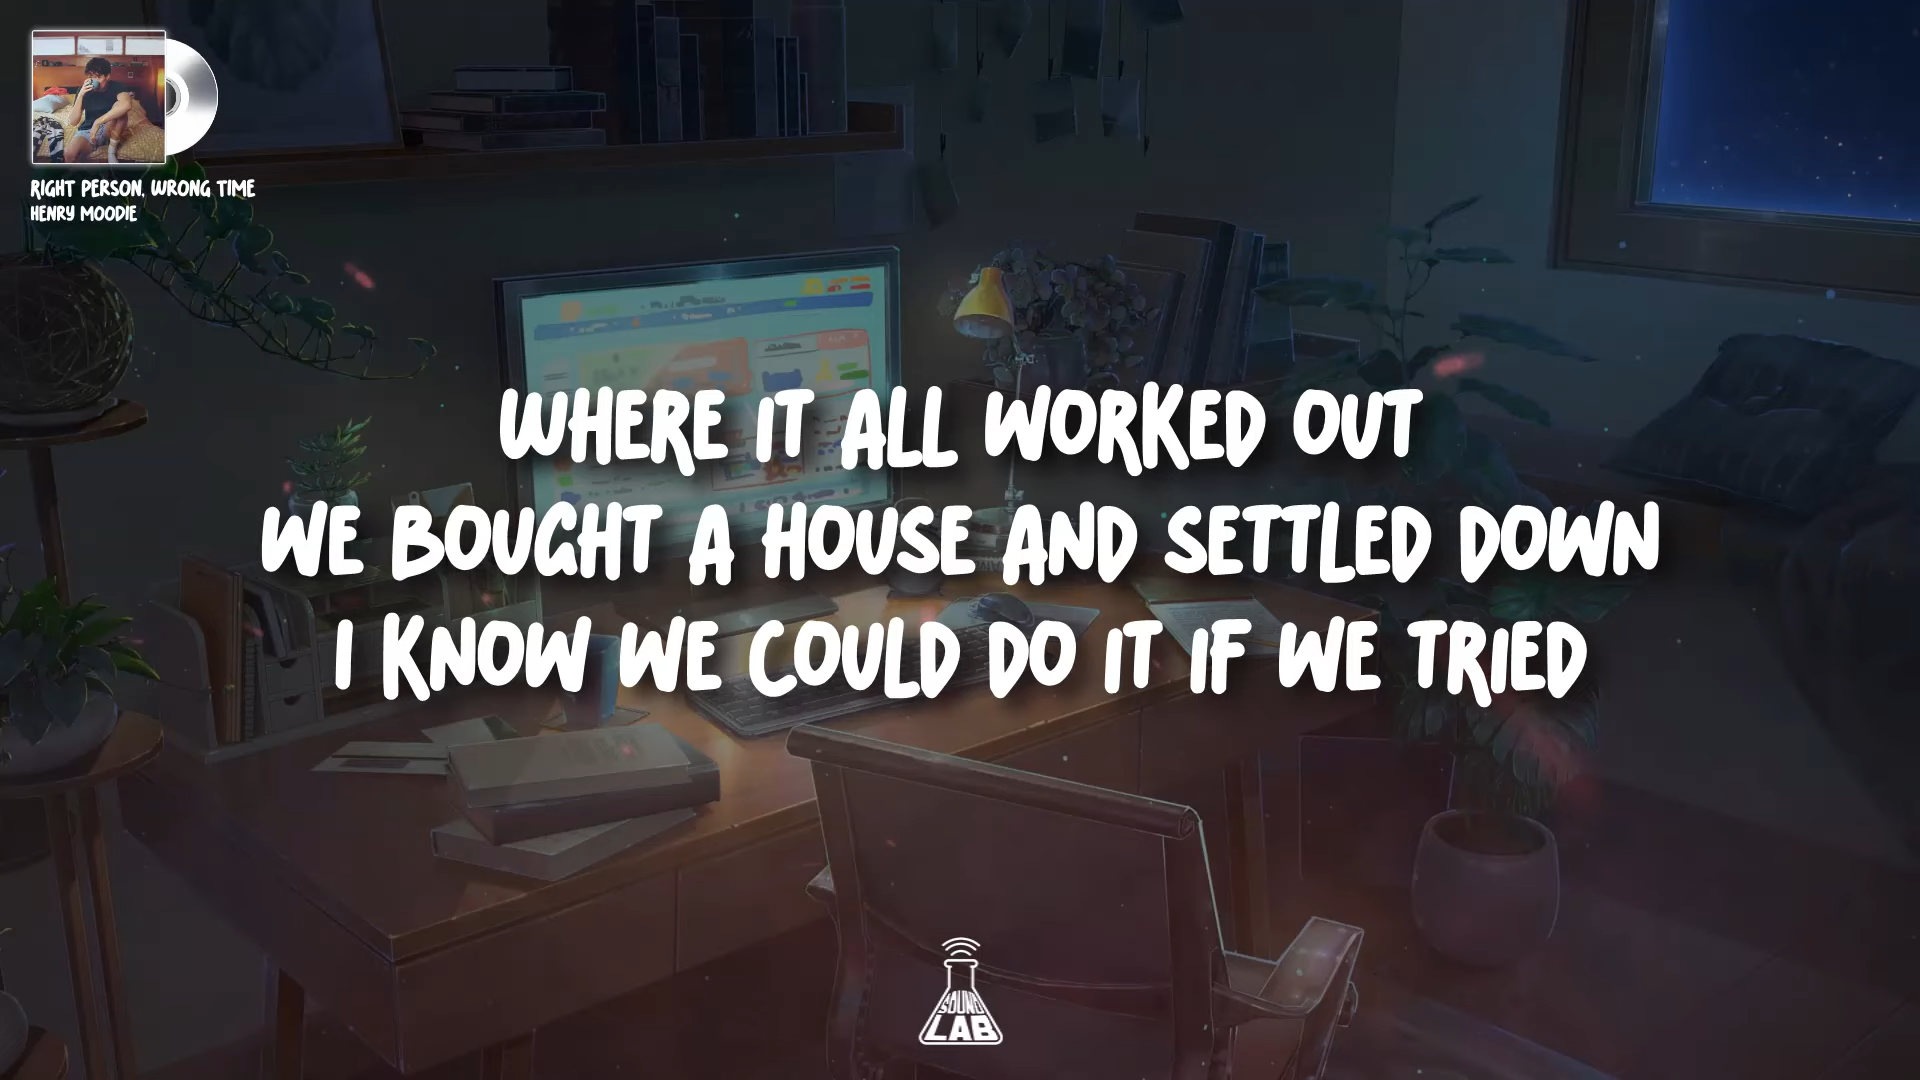 RIGHT PERSON, WRONG TIME
HENRY MOODIE
WHERE IT ALL WORKED OUT
WE BOUGHT A HOUSE AND SETTLED DOWN
I KNOW WE COULD DO IT IF WE TRIED
SOUND
LAB